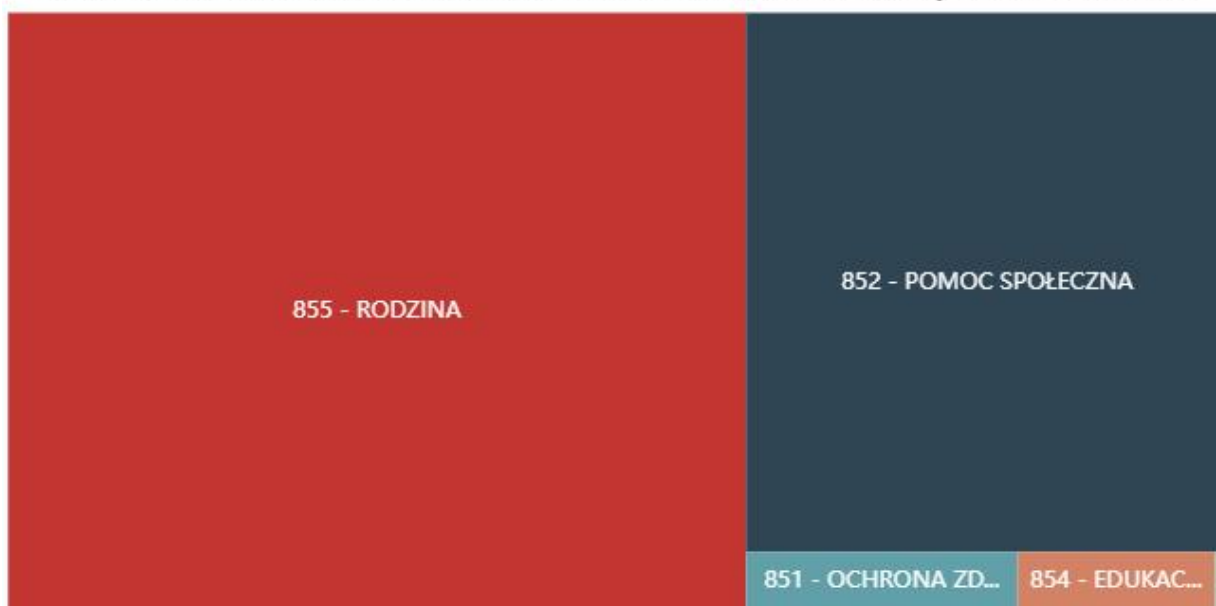 855 - RODZINA
852 - POMOC SPOŁECZNA
851 - OCHRONA ZD...
854 - EDUKAC...